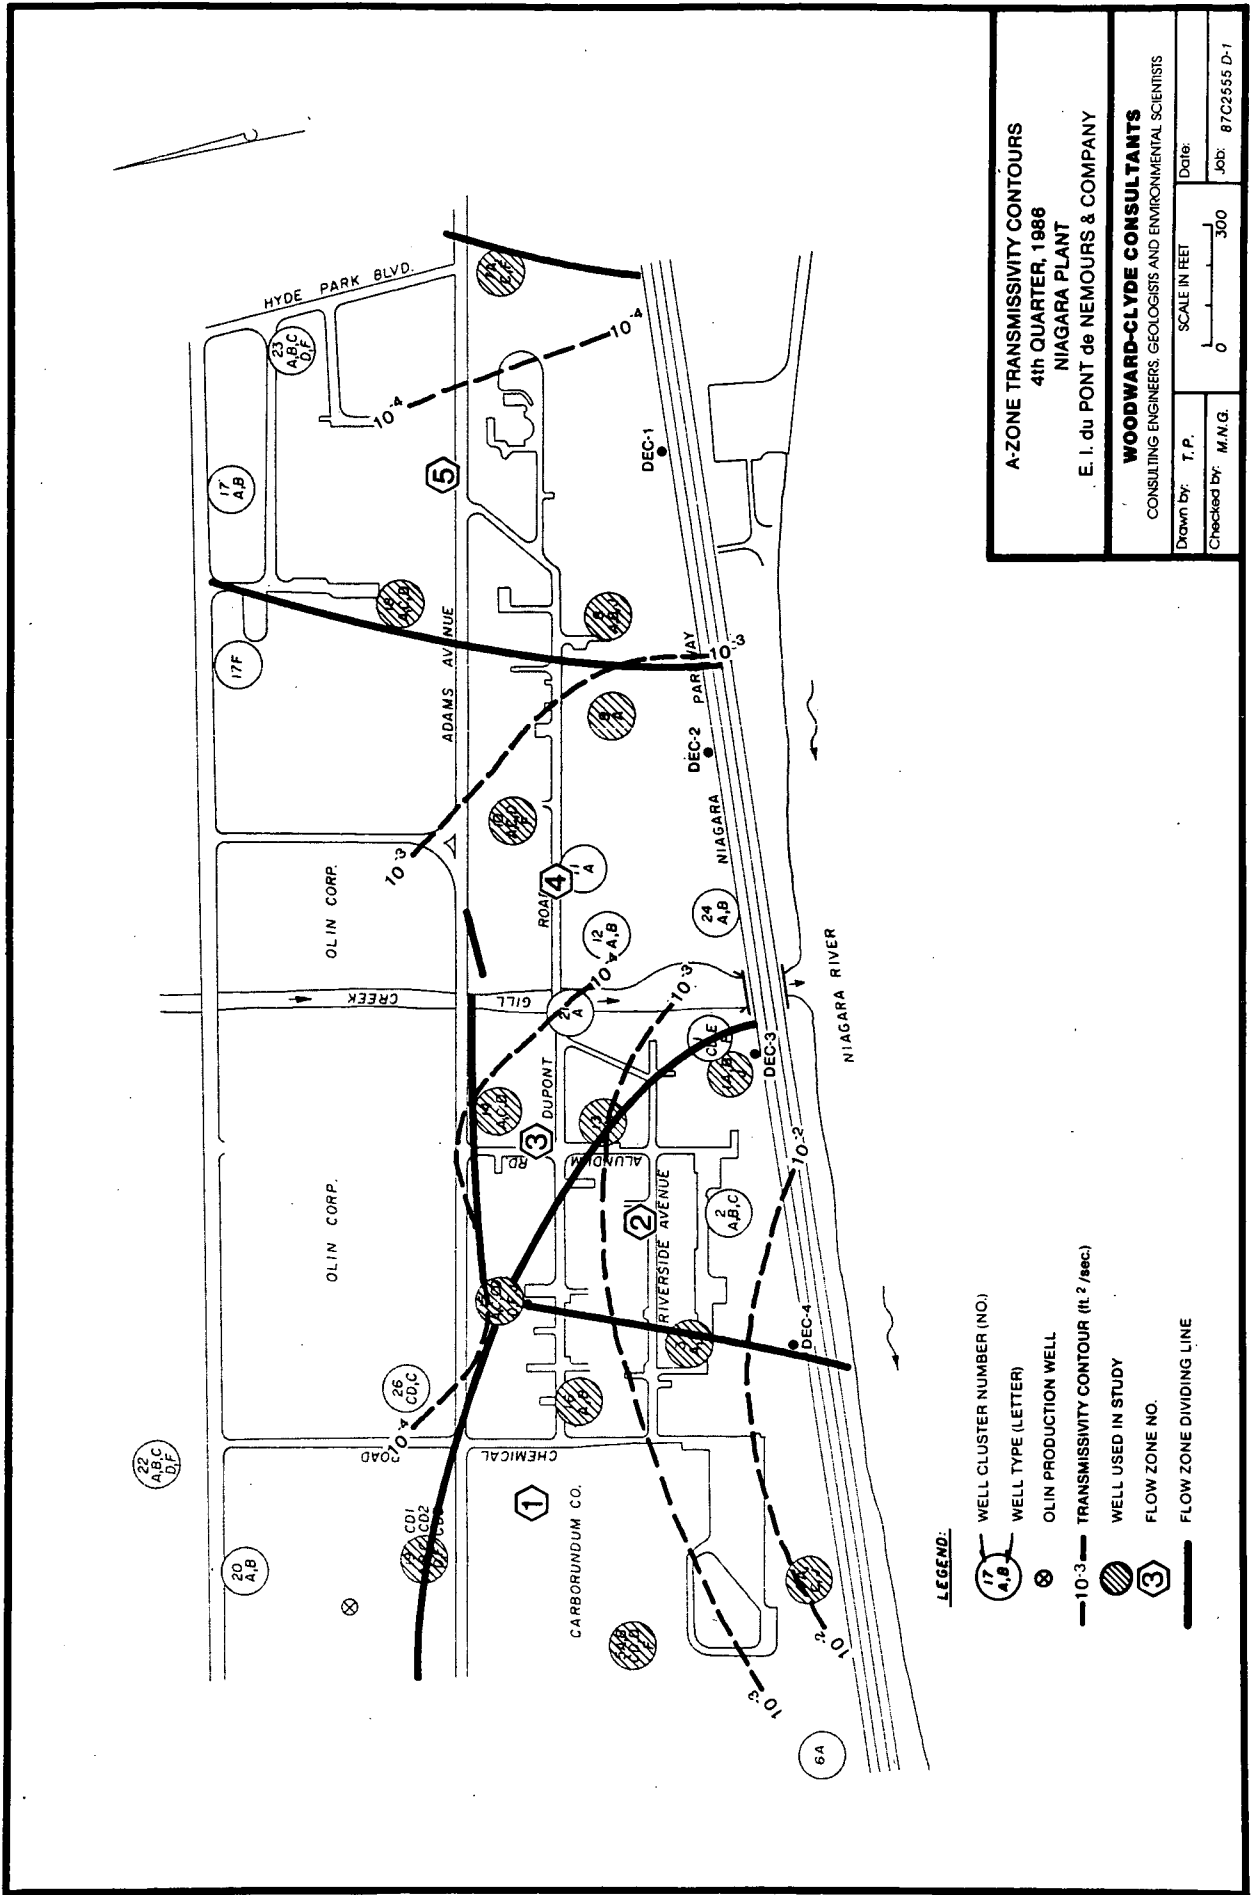 HYDE PARK BLVD.
23
A,B,C
D,F
17
A,B
17F
ADAMS AVENUE
OLIN CORP.
OLIN CORP.
GILL CREEK
22
A,B,C
D,F
20
A,B
26
CD,C
CD1
CD2
ROAD
CHEMICAL
CARBORUNDUM CO.
RIVERSIDE AVENUE
ALUNDUM
RD.
DUPONT
ROAD
11
A
12
A,B
24
A,B
2
A,B,C
6A
NIAGARA PARKWAY
NIAGARA RIVER
DEC-1
DEC-2
DEC-3
DEC-4
1
2
3
4
5
10-4
10-4
10-3
10-3
10-3
10-3
10-2
10-2
10-4
10-4
LEGEND:
17
A,B
WELL CLUSTER NUMBER (NO.)
WELL TYPE (LETTER)
OLIN PRODUCTION WELL
10-3 TRANSMISSIVITY CONTOUR (ft.2/sec.)
WELL USED IN STUDY
3 FLOW ZONE NO.
FLOW ZONE DIVIDING LINE
A-ZONE TRANSMISSIVITY CONTOURS
4th QUARTER, 1986
NIAGARA PLANT
E. I. du PONT de NEMOURS & COMPANY
WOODWARD-CLYDE CONSULTANTS
CONSULTING ENGINEERS, GEOLOGISTS AND ENVIRONMENTAL SCIENTISTS
Drawn by: T.P.
SCALE IN FEET
0 300
Date:
Checked by: M.N.G.
Job: 87C2555 D-1